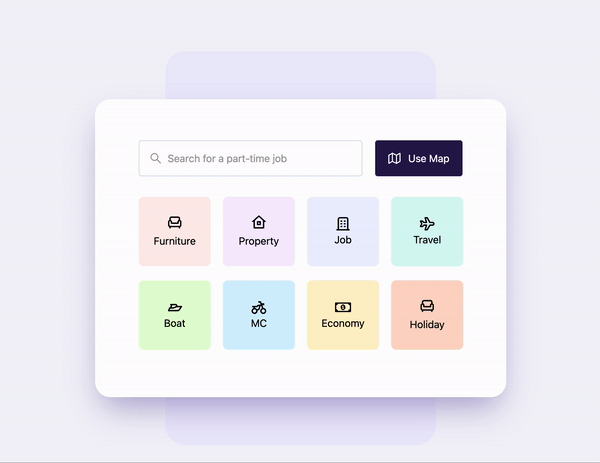 Search for a part-time job
Use Map
Furniture
Property
Job
Travel
Boat
MC
Economy
Holiday